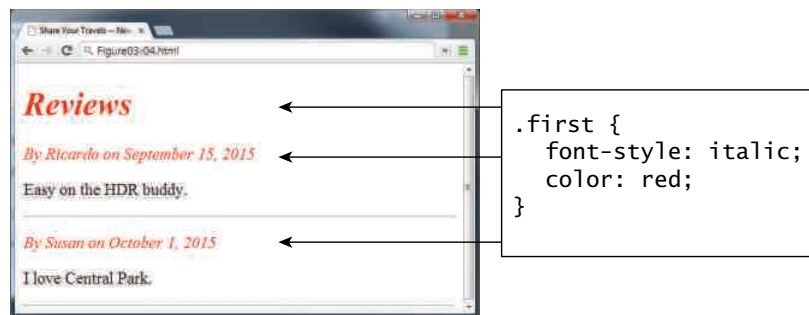 Share Your Travels -- New
Figure03-04.html
Reviews
By Ricardo on September 15, 2015
Easy on the HDR buddy.
By Susan on October 1, 2015
I love Central Park.
.first {
font-style: italic;
color: red;
}